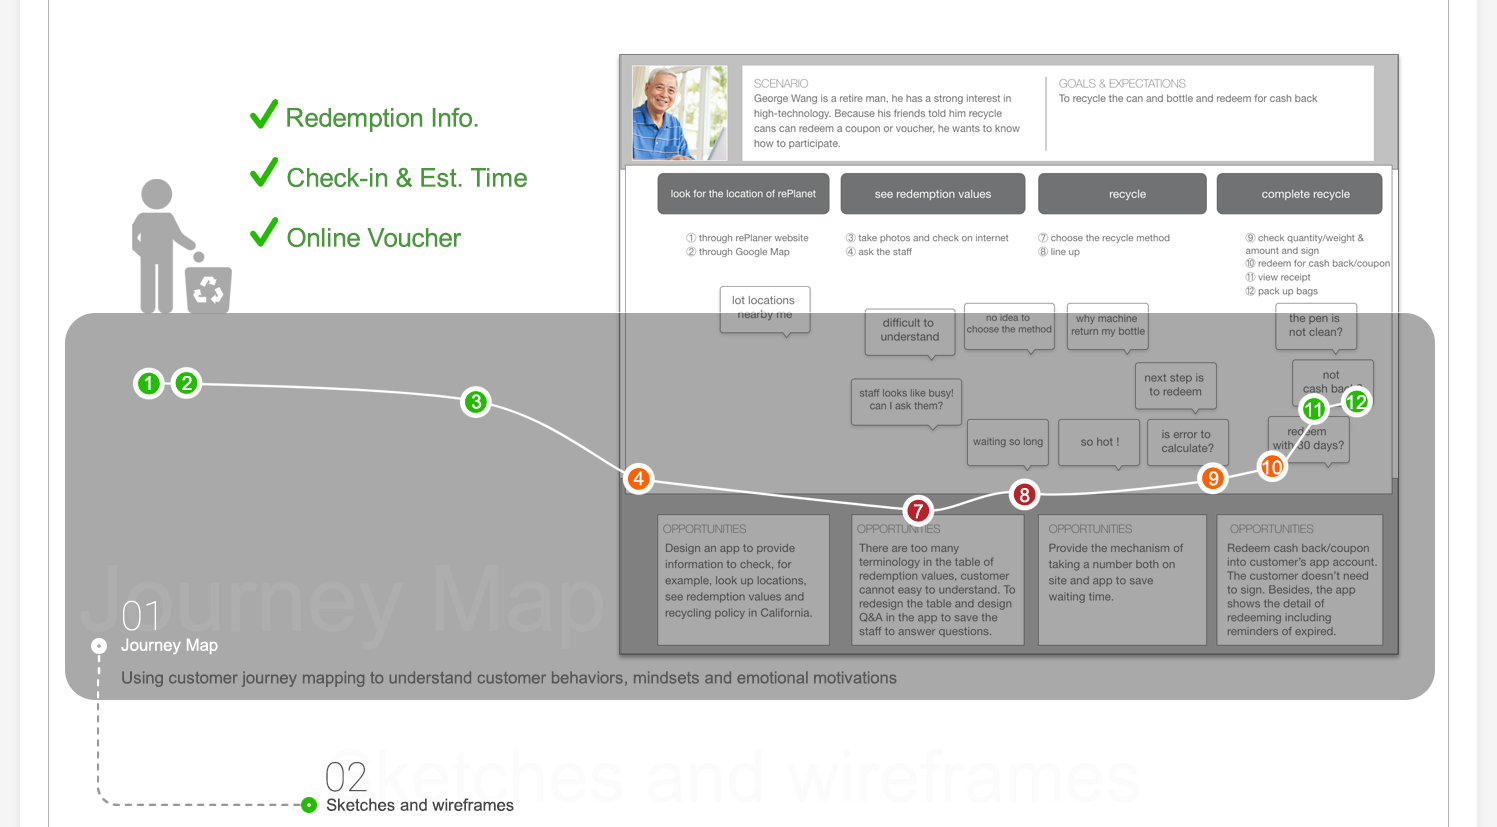 Redemption Info.
Check-in & Est. Time
Online Voucher
SCENARIO
George Wang is a retire man, he has a strong interest in
high-technology. Because his friends told him recycle
cans can redeem a coupon or voucher, he wants to know
how to participate.
GOALS & EXPECTATIONS
To recycle the can and bottle and redeem for cash back
look for the location of rePlanet
see redemption values
recycle
complete recycle
① through rePlaner website
② through Google Map
③ take photos and check on internet
④ ask the staff
⑦ choose the recycle method
⑧ line up
⑨ check quantity/weight &
amount and sign
⑩ redeem for cash back/coupon
⑪ view receipt
⑫ pack up bags
lot locations
nearby me
difficult to
understand
no idea to
choose the method
why machine
return my bottle
the pen is
not clean?
staff looks like busy!
can I ask them?
next step is
to redeem
not
cash back?
waiting so long
so hot !
is error to
calculate?
redeem
with 30 days?
1
2
3
4
7
8
9
10
11
12
OPPORTUNITIES
Design an app to provide
information to check, for
example, look up locations,
see redemption values and
recycling policy in California.
OPPORTUNITIES
There are too many
terminology in the table of
redemption values, customer
cannot easy to understand. To
redesign the table and design
Q&A in the app to save the
staff to answer questions.
OPPORTUNITIES
Provide the mechanism of
taking a number both on
site and app to save
waiting time.
OPPORTUNITIES
Redeem cash back/coupon
into customer's app account.
The customer doesn't need
to sign. Besides, the app
shows the detail of
redeeming including
reminders of expired.
Journey Map
01
Journey Map
Using customer journey mapping to understand customer behaviors, mindsets and emotional motivations
Sketches and wireframes
02
Sketches and wireframes